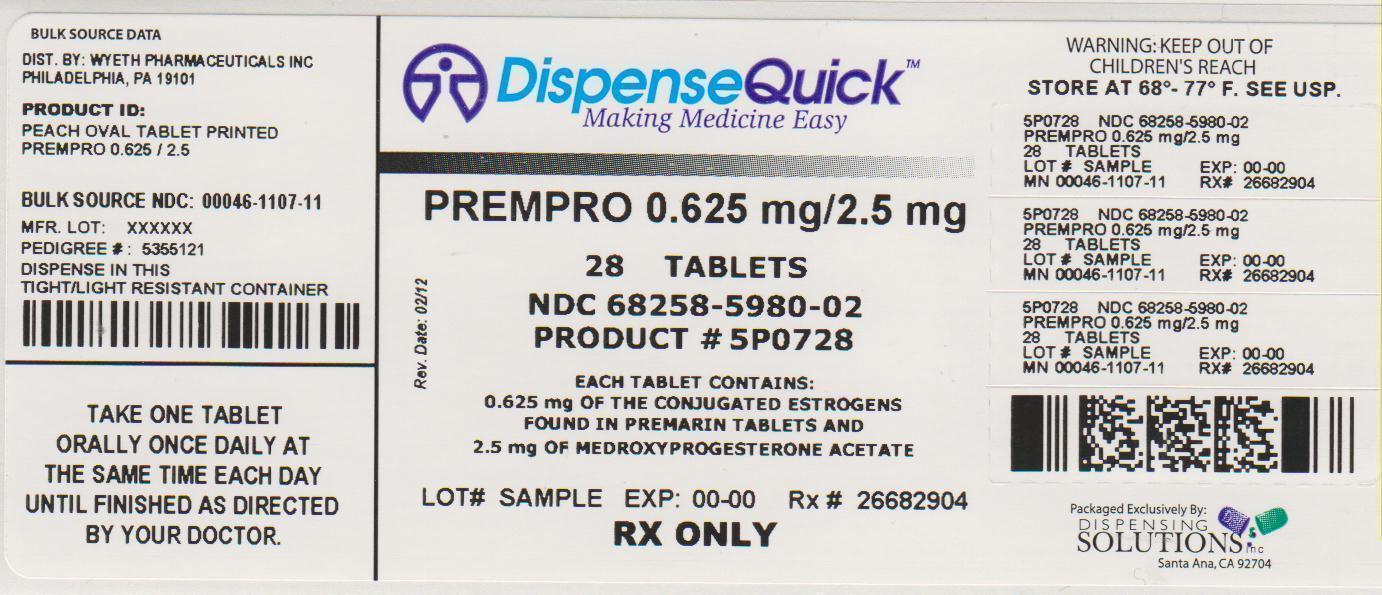 BULK SOURCE DATA
DIST. BY: WYETH PHARMACEUTICALS INC
PHILADELPHIA, PA 19101
PRODUCT ID:
PEACH OVAL TABLET PRINTED
PREMPRO 0.625 / 2.5
BULK SOURCE NDC: 00046-1107-11
MFR. LOT: XXXXXX
PEDIGREE #: 5355121
DISPENSE IN THIS
TIGHT/LIGHT RESISTANT CONTAINER
TAKE ONE TABLET
ORALLY ONCE DAILY AT
THE SAME TIME EACH DAY
UNTIL FINISHED AS DIRECTED
BY YOUR DOCTOR.
DispenseQuick™
Making Medicine Easy
PREMPRO 0.625 mg/2.5 mg
28 TABLETS
NDC 68258-5980-02
PRODUCT # 5P0728
Rev. Date: 02/12
EACH TABLET CONTAINS:
0.625 mg OF THE CONJUGATED ESTROGENS
FOUND IN PREMARIN TABLETS AND
2.5 mg OF MEDROXYPROGESTERONE ACETATE
LOT# SAMPLE EXP: 00-00 Rx # 26682904
RX ONLY
WARNING:KEEP OUT OF
CHILDREN'S REACH
STORE AT 68°- 77° F. SEE USP.
5P0728 NDC 68258-5980-02
PREMPRO 0.625 mg/2.5 mg
28 TABLETS
LOT # SAMPLE EXP: 00-00
MN 00046-1107-11 RX# 26682904
5P0728 NDC 68258-5980-02
PREMPRO 0.625 mg/2.5 mg
28 TABLETS
LOT # SAMPLE EXP: 00-00
MN 00046-1107-11 RX# 26682904
5P0728 NDC 68258-5980-02
PREMPRO 0.625 mg/2.5 mg
28 TABLETS
LOT # SAMPLE EXP: 00-00
MN 00046-1107-11 RX# 26682904
Packaged Exclusively By:
DISPENSING
SOLUTIONS inc
Santa Ana, CA 92704